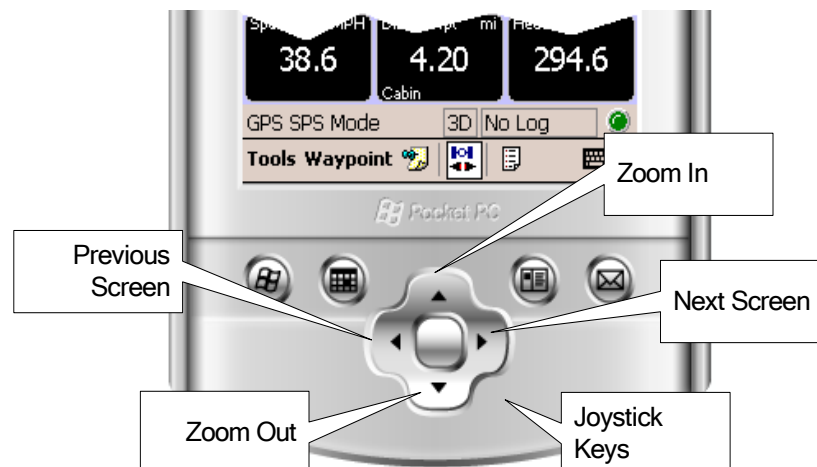 MPH
mi
38.6
4.20
294.6
Cabin
GPS SPS Mode
3D
No Log
Tools Waypoint
Zoom In
Pocket PC
Previous
Screen
Next Screen
Zoom Out
Joystick
Keys